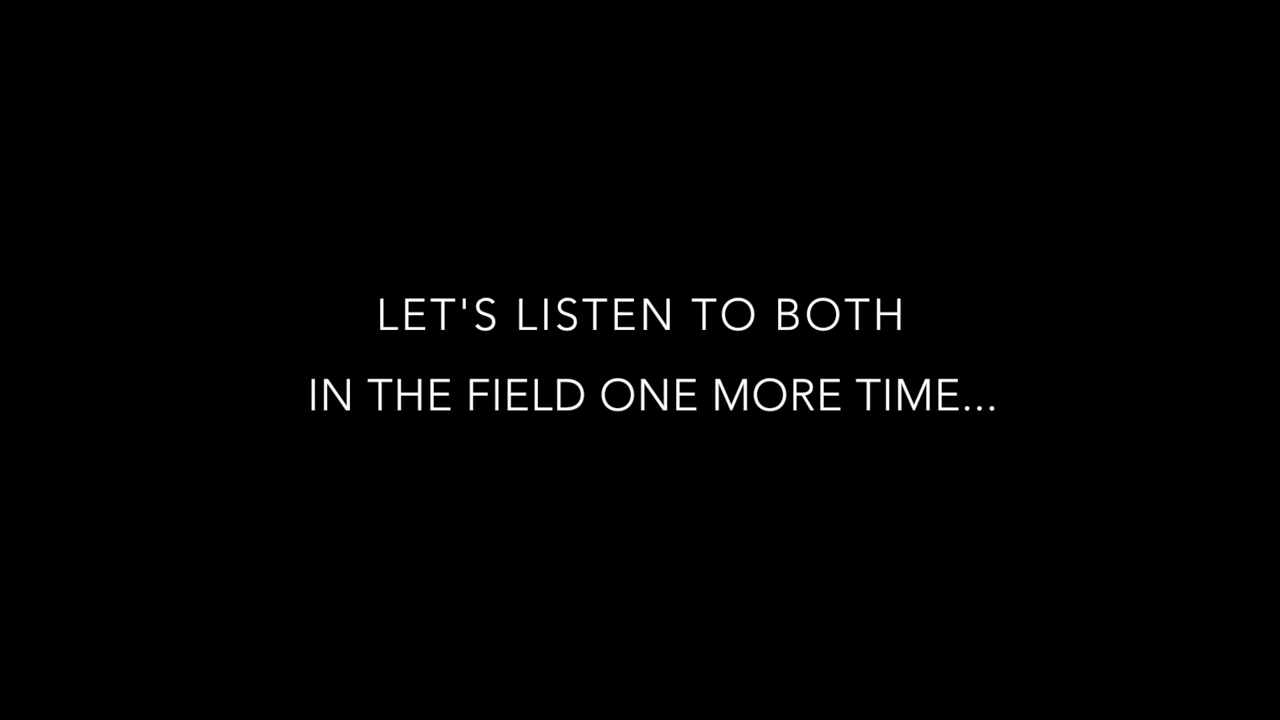 LET'S LISTEN TO BOTH
IN THE FIELD ONE MORE TIME...